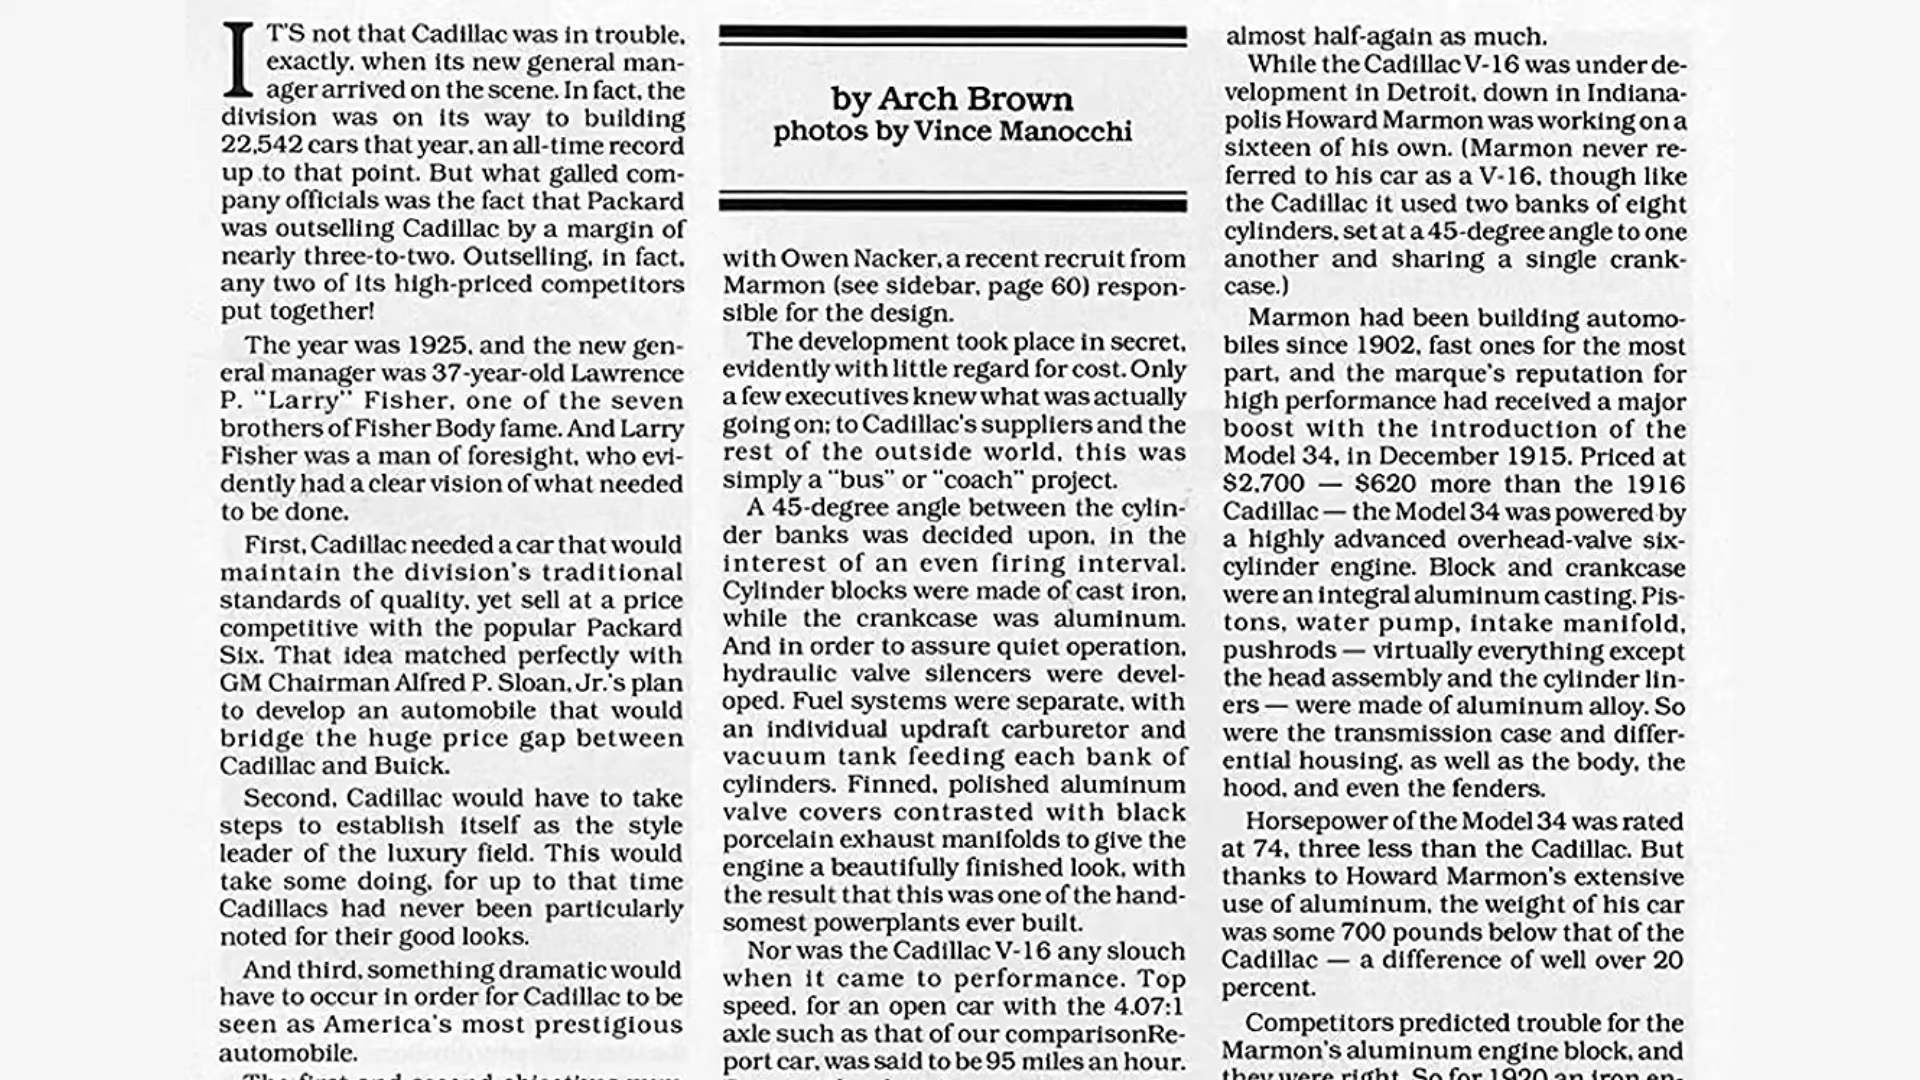 IT'S not that Cadillac was in trouble,
exactly, when its new general man-
ager arrived on the scene. In fact, the
division was on its way to building
22,542 cars that year, an all-time record
up to that point. But what galled com-
pany officials was the fact that Packard
was outselling Cadillac by a margin of
nearly three-to-two. Outselling, in fact,
any two of its high-priced competitors
put together!
The year was 1925, and the new gen-
eral manager was 37-year-old Lawrence
P. "Larry" Fisher, one of the seven
brothers of Fisher Body fame. And Larry
Fisher was a man of foresight, who evi-
dently had a clear vision of what needed
to be done.
First, Cadillac needed a car that would
maintain the division's traditional
standards of quality, yet sell at a price
competitive with the popular Packard
Six. That idea matched perfectly with
GM Chairman Alfred P. Sloan, Jr.'s plan
to develop an automobile that would
bridge the huge price gap between
Cadillac and Buick.
Second, Cadillac would have to take
steps to establish itself as the style
leader of the luxury field. This would
take some doing, for up to that time
Cadillacs had never been particularly
noted for their good looks.
And third, something dramatic would
have to occur in order for Cadillac to be
seen as America's most prestigious
automobile.
by Arch Brown
photos by Vince Manocchi
with Owen Nacker, a recent recruit from
Marmon (see sidebar, page 60) respon-
sible for the design.
The development took place in secret,
evidently with little regard for cost. Only
a few executives knew what was actually
going on; to Cadillac's suppliers and the
rest of the outside world, this was
simply a "bus" or "coach" project.
A 45-degree angle between the cylin-
der banks was decided upon, in the
interest of an even firing interval.
Cylinder blocks were made of cast iron,
while the crankcase was aluminum.
And in order to assure quiet operation,
hydraulic valve silencers were devel-
oped. Fuel systems were separate, with
an individual updraft carburetor and
vacuum tank feeding each bank of
cylinders. Finned, polished aluminum
valve covers contrasted with black
porcelain exhaust manifolds to give the
engine a beautifully finished look, with
the result that this was one of the hand-
somest powerplants ever built.
Nor was the Cadillac V-16 any slouch
when it came to performance. Top
speed, for an open car with the 4.07:1
axle such as that of our comparisonRe-
port car, was said to be 95 miles an hour.
almost half-again as much.
While the Cadillac V-16 was under de-
velopment in Detroit, down in Indiana-
polis Howard Marmon was working on a
sixteen of his own. (Marmon never re-
ferred to his car as a V-16, though like
the Cadillac it used two banks of eight
cylinders, set at a 45-degree angle to one
another and sharing a single crank-
case.)
Marmon had been building automo-
biles since 1902, fast ones for the most
part, and the marque's reputation for
high performance had received a major
boost with the introduction of the
Model 34, in December 1915. Priced at
$2,700 — $620 more than the 1916
Cadillac — the Model 34 was powered by
a highly advanced overhead-valve six-
cylinder engine. Block and crankcase
were an integral aluminum casting. Pis-
tons, water pump, intake manifold,
pushrods — virtually everything except
the head assembly and the cylinder lin-
ers — were made of aluminum alloy. So
were the transmission case and differ-
ential housing, as well as the body, the
hood, and even the fenders.
Horsepower of the Model 34 was rated
at 74, three less than the Cadillac. But
thanks to Howard Marmon's extensive
use of aluminum, the weight of his car
was some 700 pounds below that of the
Cadillac — a difference of well over 20
percent.
Competitors predicted trouble for the
Marmon's aluminum engine block, and
they were right. So for 1920 an iron en-